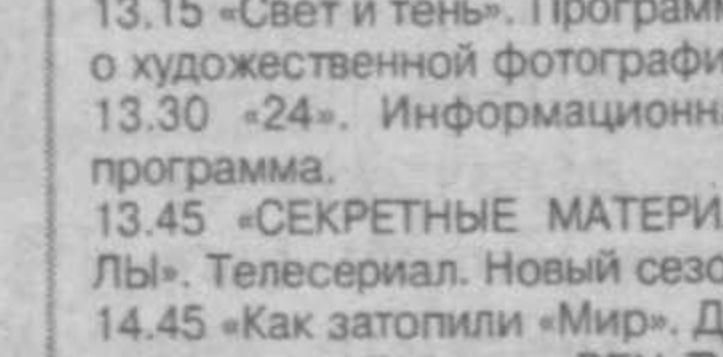 13.15 «Свет и тень». Програм
о художественной фотографи
13.30 «24». Информационн
программа.
13.45 «СЕКРЕТНЫЕ МАТЕРИ
ЛЫ». Телесериал. Новый сезо
14.45 «Как затопили «Мир». Д